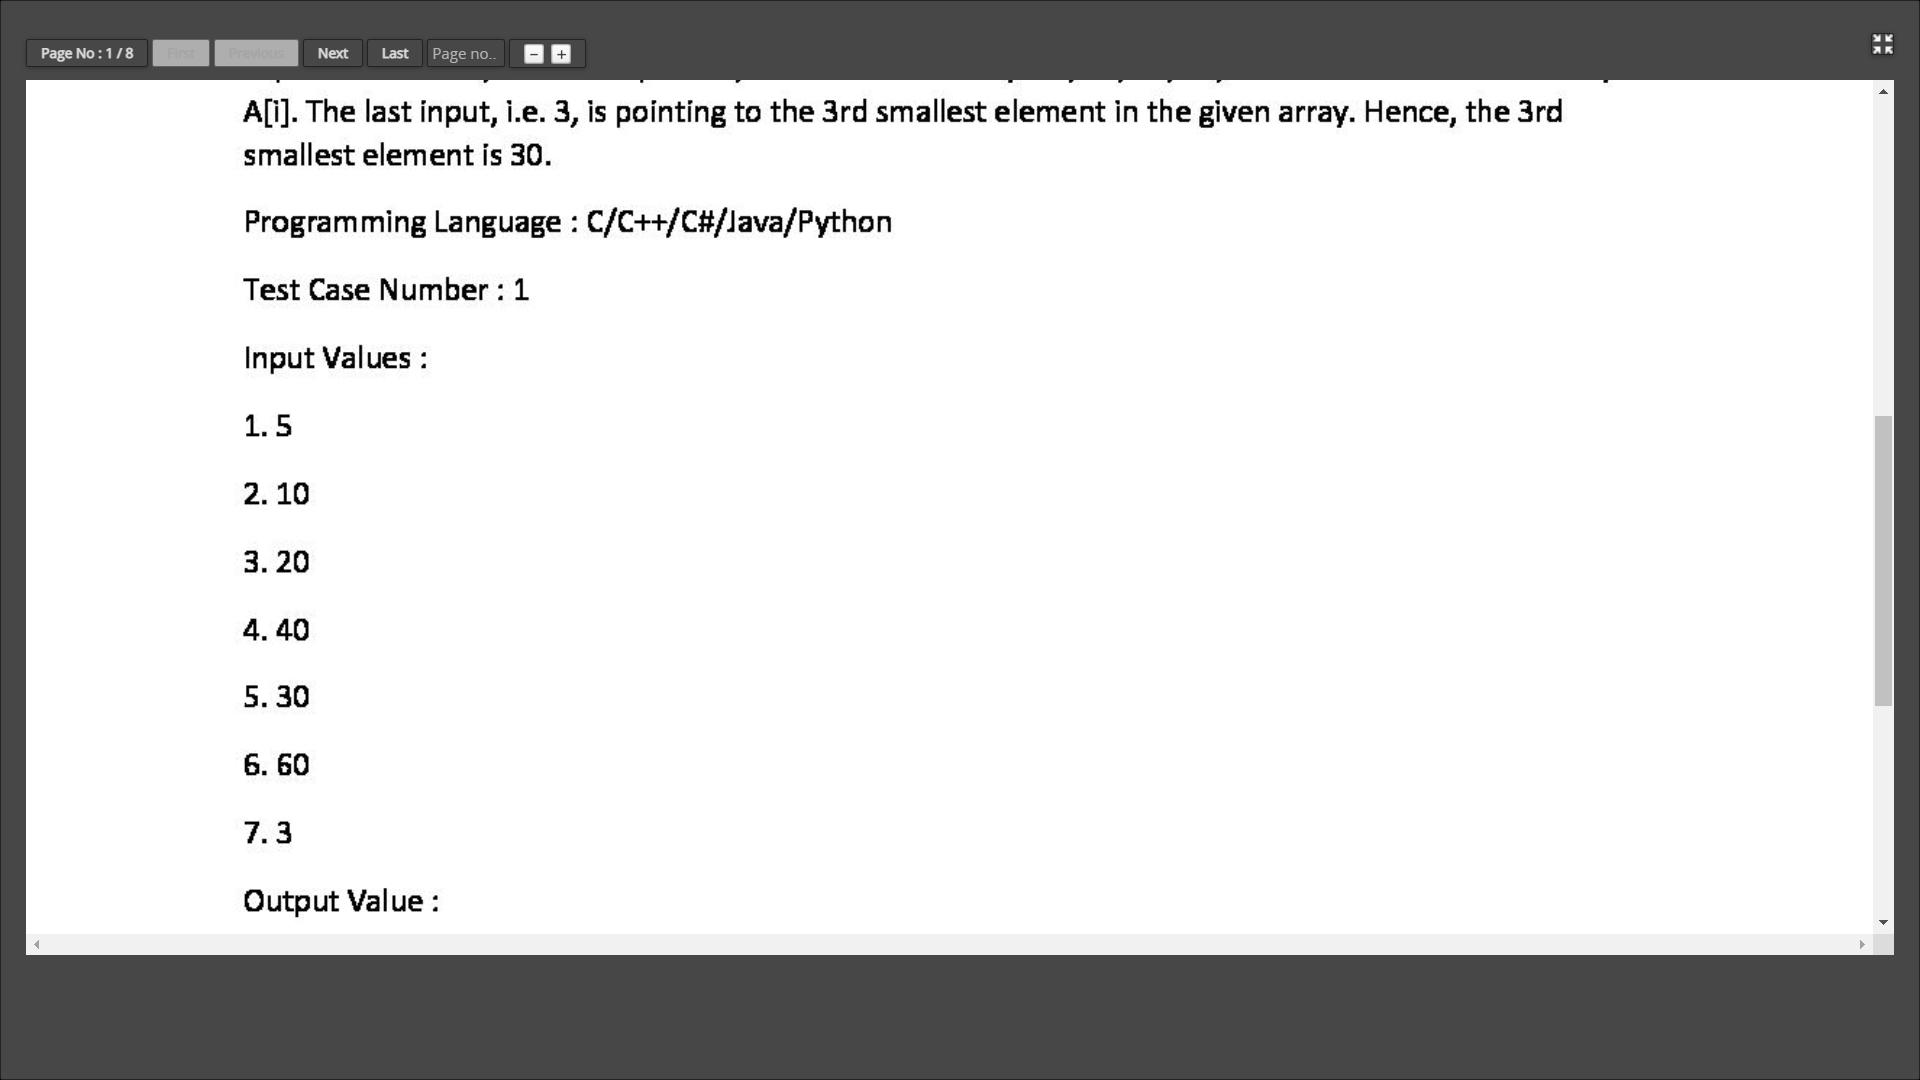 Page No : 1 / 8 First Previous Next Last Page no.. − +
A[i]. The last input, i.e. 3, is pointing to the 3rd smallest element in the given array. Hence, the 3rd
smallest element is 30.
Programming Language : C/C++/C#/Java/Python
Test Case Number : 1
Input Values :
1. 5
2. 10
3. 20
4. 40
5. 30
6. 60
7. 3
Output Value :